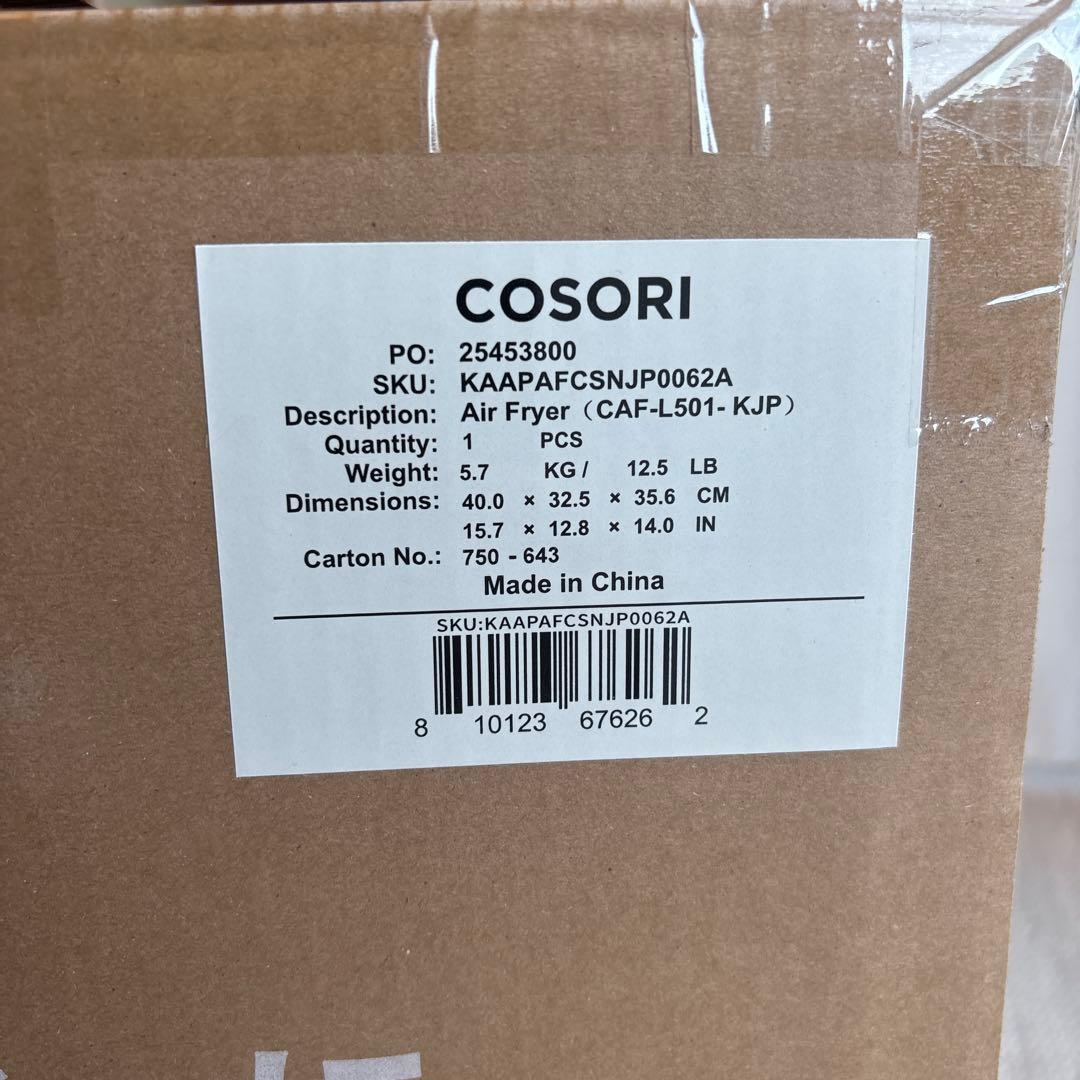 COSORI
PO: 25453800
SKU: KAAPAFCSNJP0062A
Description: Air Fryer（CAF-L501- KJP）
Quantity: 1 PCS
Weight: 5.7 KG / 12.5 LB
Dimensions: 40.0 × 32.5 × 35.6 CM
15.7 × 12.8 × 14.0 IN
Carton No.: 750 - 643
Made in China
SKU:KAAPAFCSNJP0062A
8 10123 67626 2